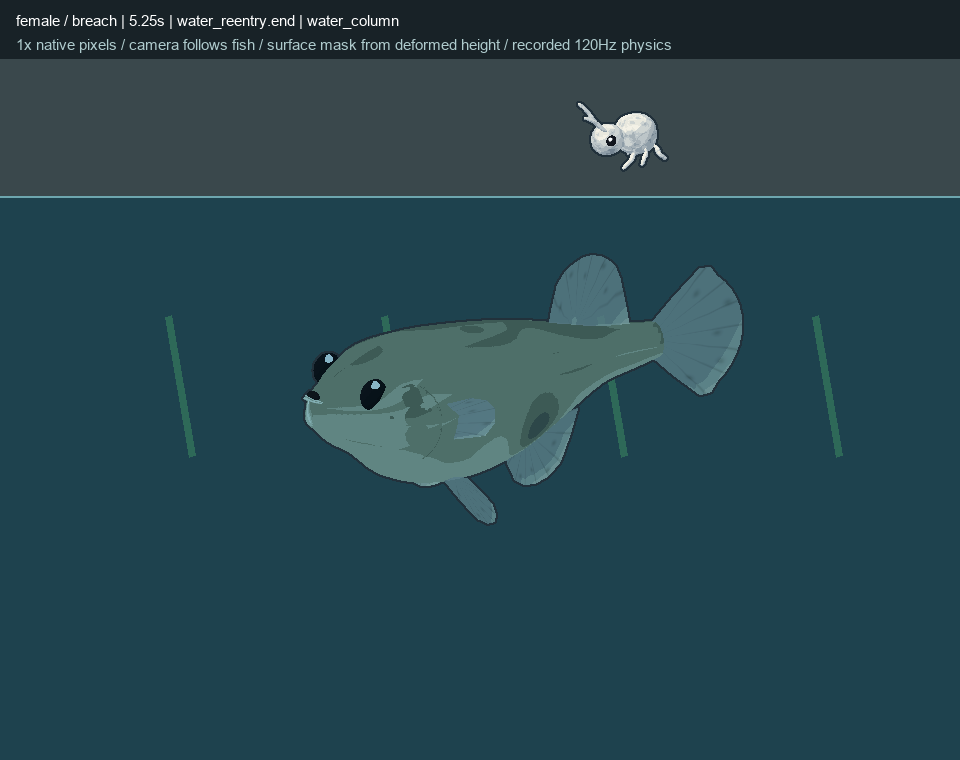 female / breach | 5.25s | water_reentry.end | water_column
1x native pixels / camera follows fish / surface mask from deformed height / recorded 120Hz physics